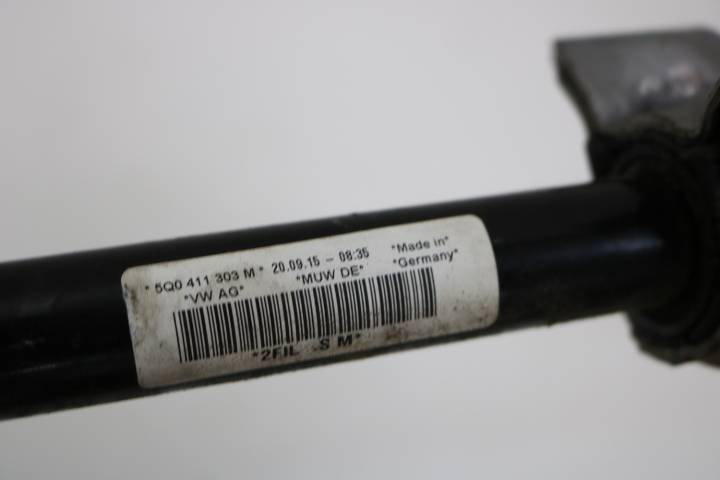 * 5Q0 411 303 M * 20.09.15 - 08:35 *Made in*
*VW AG* *MUW DE* *Germany*
*2FIL S M*